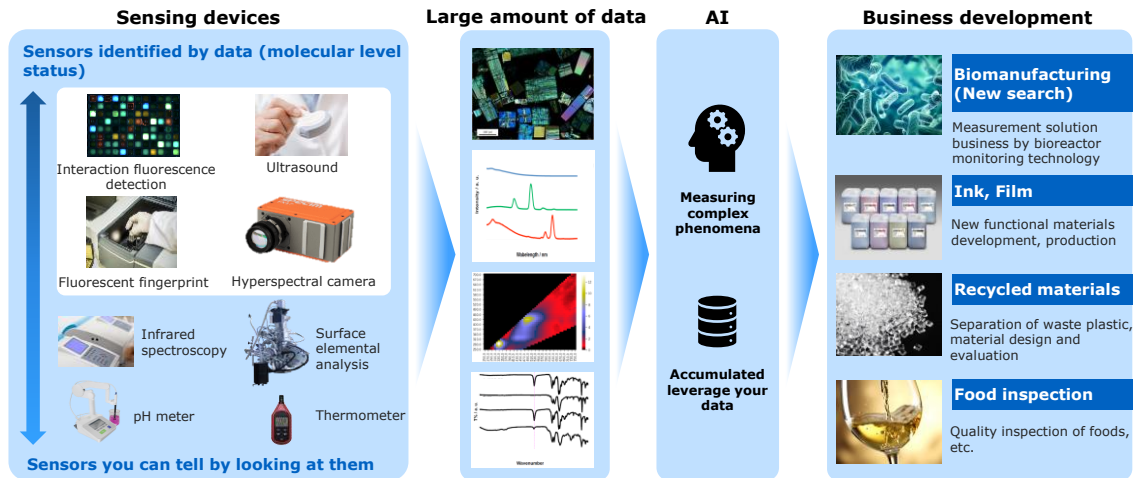 Sensing devices
Large amount of data
AI
Business development
Sensors identified by data (molecular level
status)
Interaction fluorescence
detection
Ultrasound
Fluorescent fingerprint
Hyperspectral camera
Infrared
spectroscopy
Surface
elemental
analysis
pH meter
Thermometer
Sensors you can tell by looking at them
Intensity / a. u.
Wavelength / nm
Wavenumber
Measuring
complex
phenomena
Accumulated
leverage your
data
Biomanufacturing
(New search)
Measurement solution
business by bioreactor
monitoring technology
Ink, Film
New functional materials
development, production
Recycled materials
Separation of waste plastic,
material design and
evaluation
Food inspection
Quality inspection of foods,
etc.